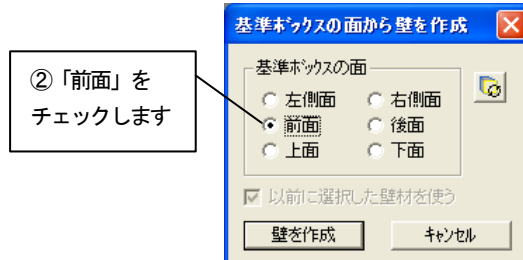 基準ボックスの面から壁を作成
②「前面」を
チェックします
基準ボックスの面
左側面 右側面
前面 後面
上面 下面
以前に選択した壁材を使う
壁を作成 キャンセル